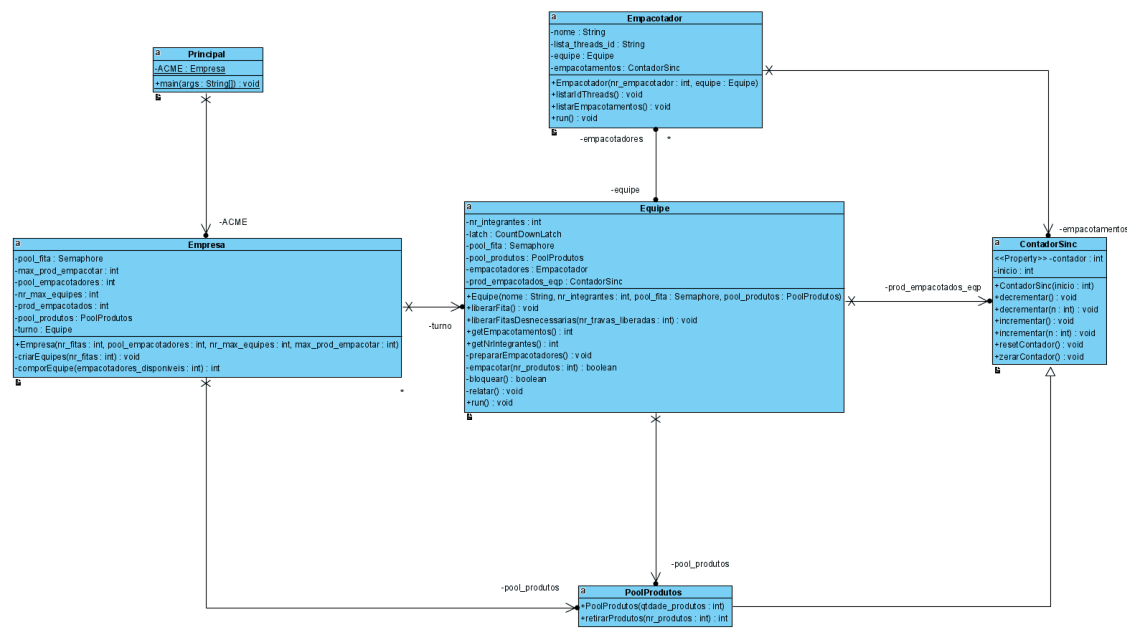 a
Empacotador
-nome : String
-lista_threads_id : String
-equipe : Equipe
-empacotamentos : ContadorSinc
+Empacotador(nr_empacotador : int, equipe : Equipe)
+listarIdThreads() : void
+listarEmpacotamentos() : void
+run() : void
a
Principal
-ACME : Empresa
+main(args : String[]) : void
-empacotadores
*
-equipe
-ACME
-empacotamentos
a
Empresa
-pool_fita : Semaphore
-max_prod_empacotar : int
-pool_empacotadores : int
-nr_max_equipes : int
-prod_empacotados : int
-pool_produtos : PoolProdutos
-turno : Equipe
+Empresa(nr_fitas : int, pool_empacotadores : int, nr_max_equipes : int, max_prod_empacotar : int)
-criarEquipes(nr_fitas : int) : void
-comporEquipe(empacotadores_disponiveis : int) : int
-turno
*
a
Equipe
-nr_integrantes : int
-latch : CountDownLatch
-pool_fita : Semaphore
-pool_produtos : PoolProdutos
-empacotadores : Empacotador
-prod_empacotados_eqp : ContadorSinc
+Equipe(nome : String, nr_integrantes : int, pool_fita : Semaphore, pool_produtos : PoolProdutos)
+liberarFita() : void
+liberarFitasDesnecessarias(nr_travas_liberadas : int) : void
+getEmpacotamentos() : int
+getNrIntegrantes() : int
-prepararEmpacotadores() : void
-empacotar(nr_produtos : int) : boolean
-bloquear() : boolean
-relatar() : void
+run() : void
-prod_empacotados_eqp
a
ContadorSinc
<<Property>> -contador : int
-inicio : int
+ContadorSinc(inicio : int)
+decrementar() : void
+decrementar(n : int) : void
+incrementar() : void
+incrementar(n : int) : void
+resetContador() : void
+zerarContador() : void
-pool_produtos
-pool_produtos
a
PoolProdutos
+PoolProdutos(qtdade_produtos : int)
+retirarProdutos(nr_produtos : int) : int